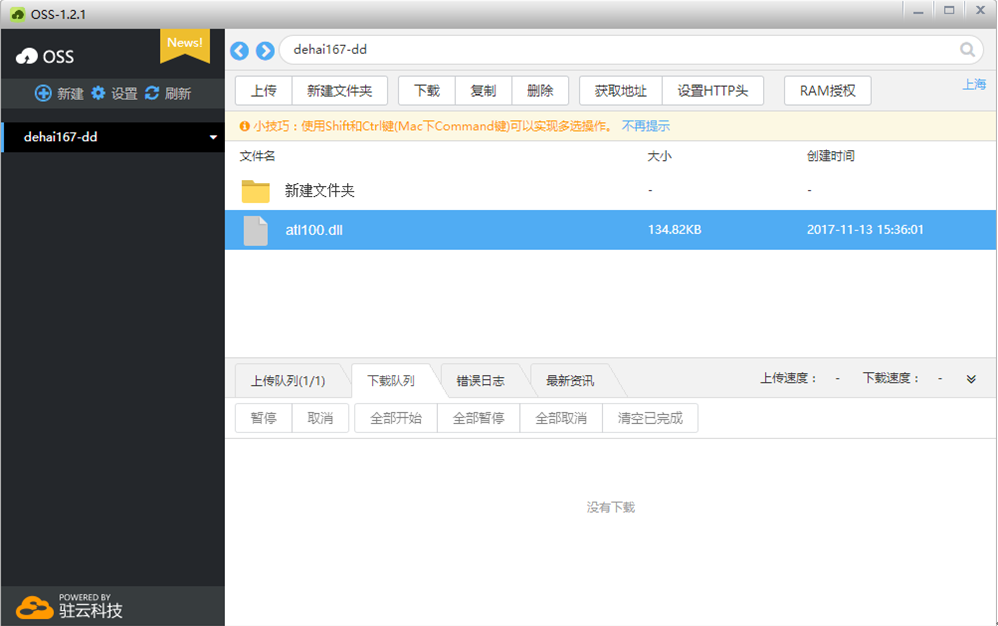 OSS-1.2.1
OSS
News!
新建 设置 刷新
dehai167-dd
dehai167-dd
上传 新建文件夹 下载 复制 删除 获取地址 设置HTTP头 RAM授权 上海
小技巧：使用Shift和Ctrl键(Mac下Command键)可以实现多选操作。 不再提示
文件名 大小 创建时间
新建文件夹 - -
atl100.dll 134.82KB 2017-11-13 15:36:01
上传队列(1/1) 下载队列 错误日志 最新资讯 上传速度： - 下载速度： -
暂停 取消 全部开始 全部暂停 全部取消 清空已完成
没有下载
POWERED BY
驻云科技